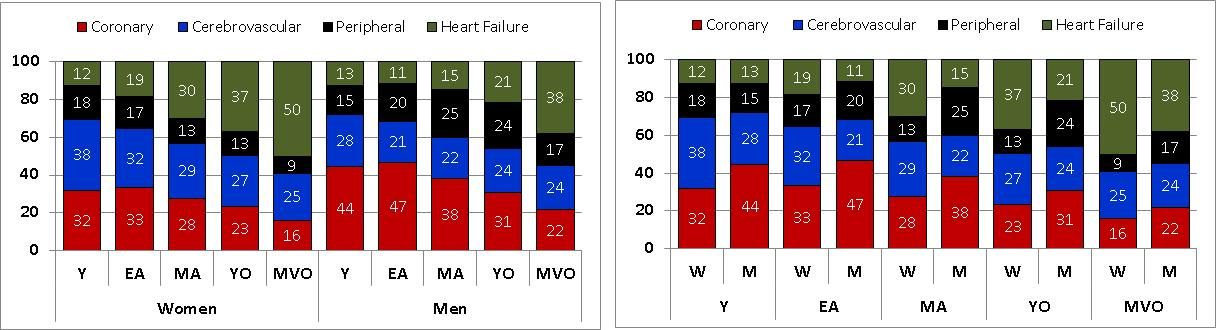 Coronary Cerebrovascular Peripheral Heart Failure
100
80
60
40
20
0
12 19 30 37 50 13 11 15 21 38
18 17 13 13 9 15 20 25 24 17
38 32 29 27 25 28 21 22 24 24
32 33 28 23 16 44 47 38 31 22
Y EA MA YO MVO Y EA MA YO MVO
Women Men
Coronary Cerebrovascular Peripheral Heart Failure
100
80
60
40
20
0
12 13 19 11 30 15 37 21 50 38
18 15 17 20 13 25 13 24 9 17
38 28 32 21 29 22 27 24 25 24
32 44 33 47 28 38 23 31 16 22
W M W M W M W M W M
Y EA MA YO MVO